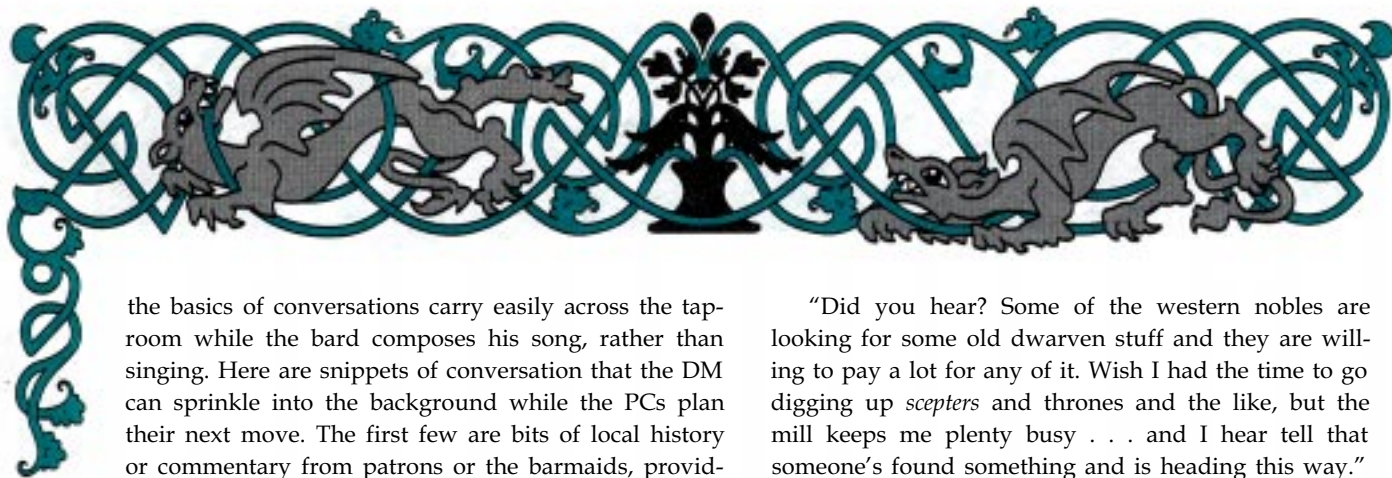 the basics of conversations carry easily across the tap-
room while the bard composes his song, rather than
singing. Here are snippets of conversation that the DM
can sprinkle into the background while the PCs plan
their next move. The first few are bits of local history
or commentary from patrons or the barmaids, provid-
“Did you hear? Some of the western nobles are
looking for some old dwarven stuff and they are will-
ing to pay a lot for any of it. Wish I had the time to go
digging up scepters and thrones and the like, but the
mill keeps me plenty busy . . . and I hear tell that
someone’s found something and is heading this way.”